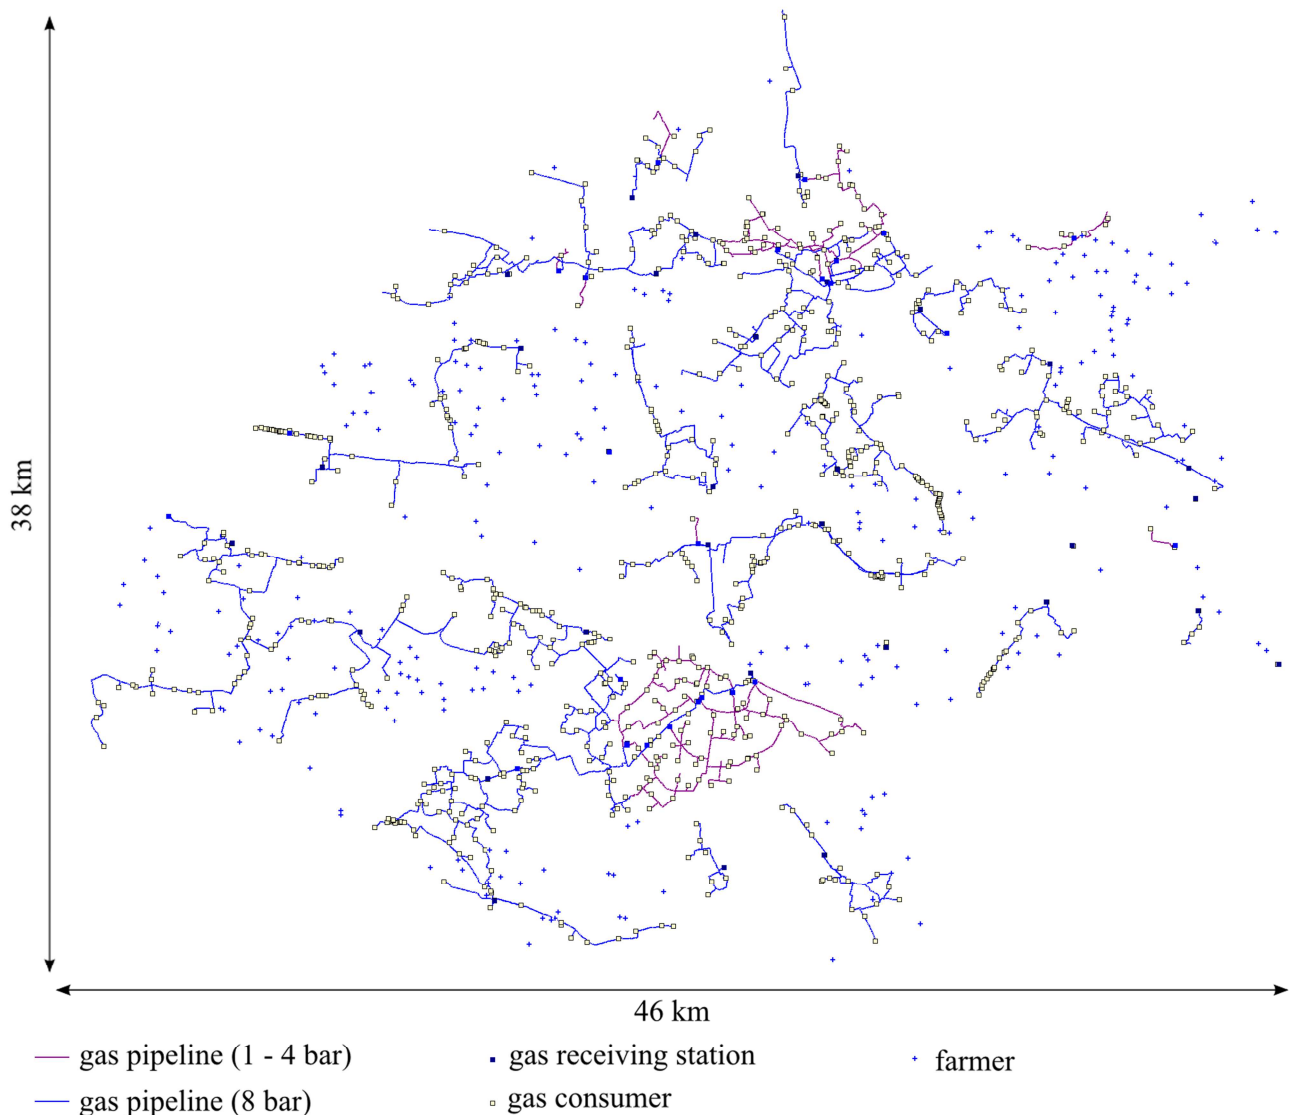 38 km
46 km
gas pipeline (1 - 4 bar)
gas receiving station
farmer
gas pipeline (8 bar)
gas consumer